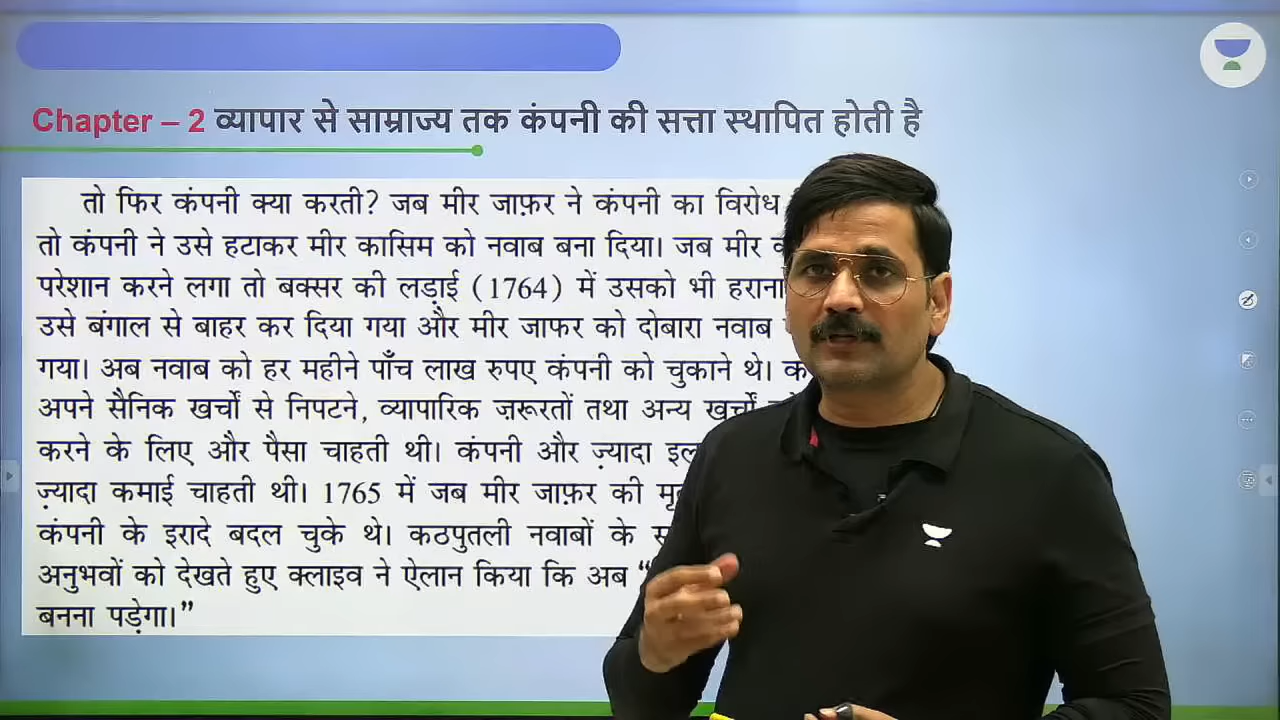 Chapter – 2 व्यापार से साम्राज्य तक कंपनी की सत्ता स्थापित होती है
तो फिर कंपनी क्या करती? जब मीर जाफ़र ने कंपनी का विरोध
तो कंपनी ने उसे हटाकर मीर कासिम को नवाब बना दिया। जब मीर
परेशान करने लगा तो बक्सर की लड़ाई (1764) में उसको भी हराना
उसे बंगाल से बाहर कर दिया गया और मीर जाफर को दोबारा नवाब
गया। अब नवाब को हर महीने पाँच लाख रुपए कंपनी को चुकाने थे।
अपने सैनिक खर्चों से निपटने, व्यापारिक ज़रूरतों तथा अन्य खर्चों
करने के लिए और पैसा चाहती थी। कंपनी और ज़्यादा
ज़्यादा कमाई चाहती थी। 1765 में जब मीर जाफ़र की
कंपनी के इरादे बदल चुके थे। कठपुतली नवाबों के
अनुभवों को देखते हुए क्लाइव ने ऐलान किया कि अब “
बनना पड़ेगा।”